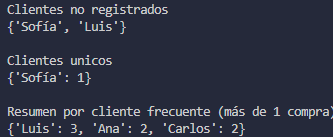 Clientes no registrados
{'Sofía', 'Luis'}
Clientes unicos
{'Sofía': 1}
Resumen por cliente frecuente (más de 1 compra)
{'Luis': 3, 'Ana': 2, 'Carlos': 2}